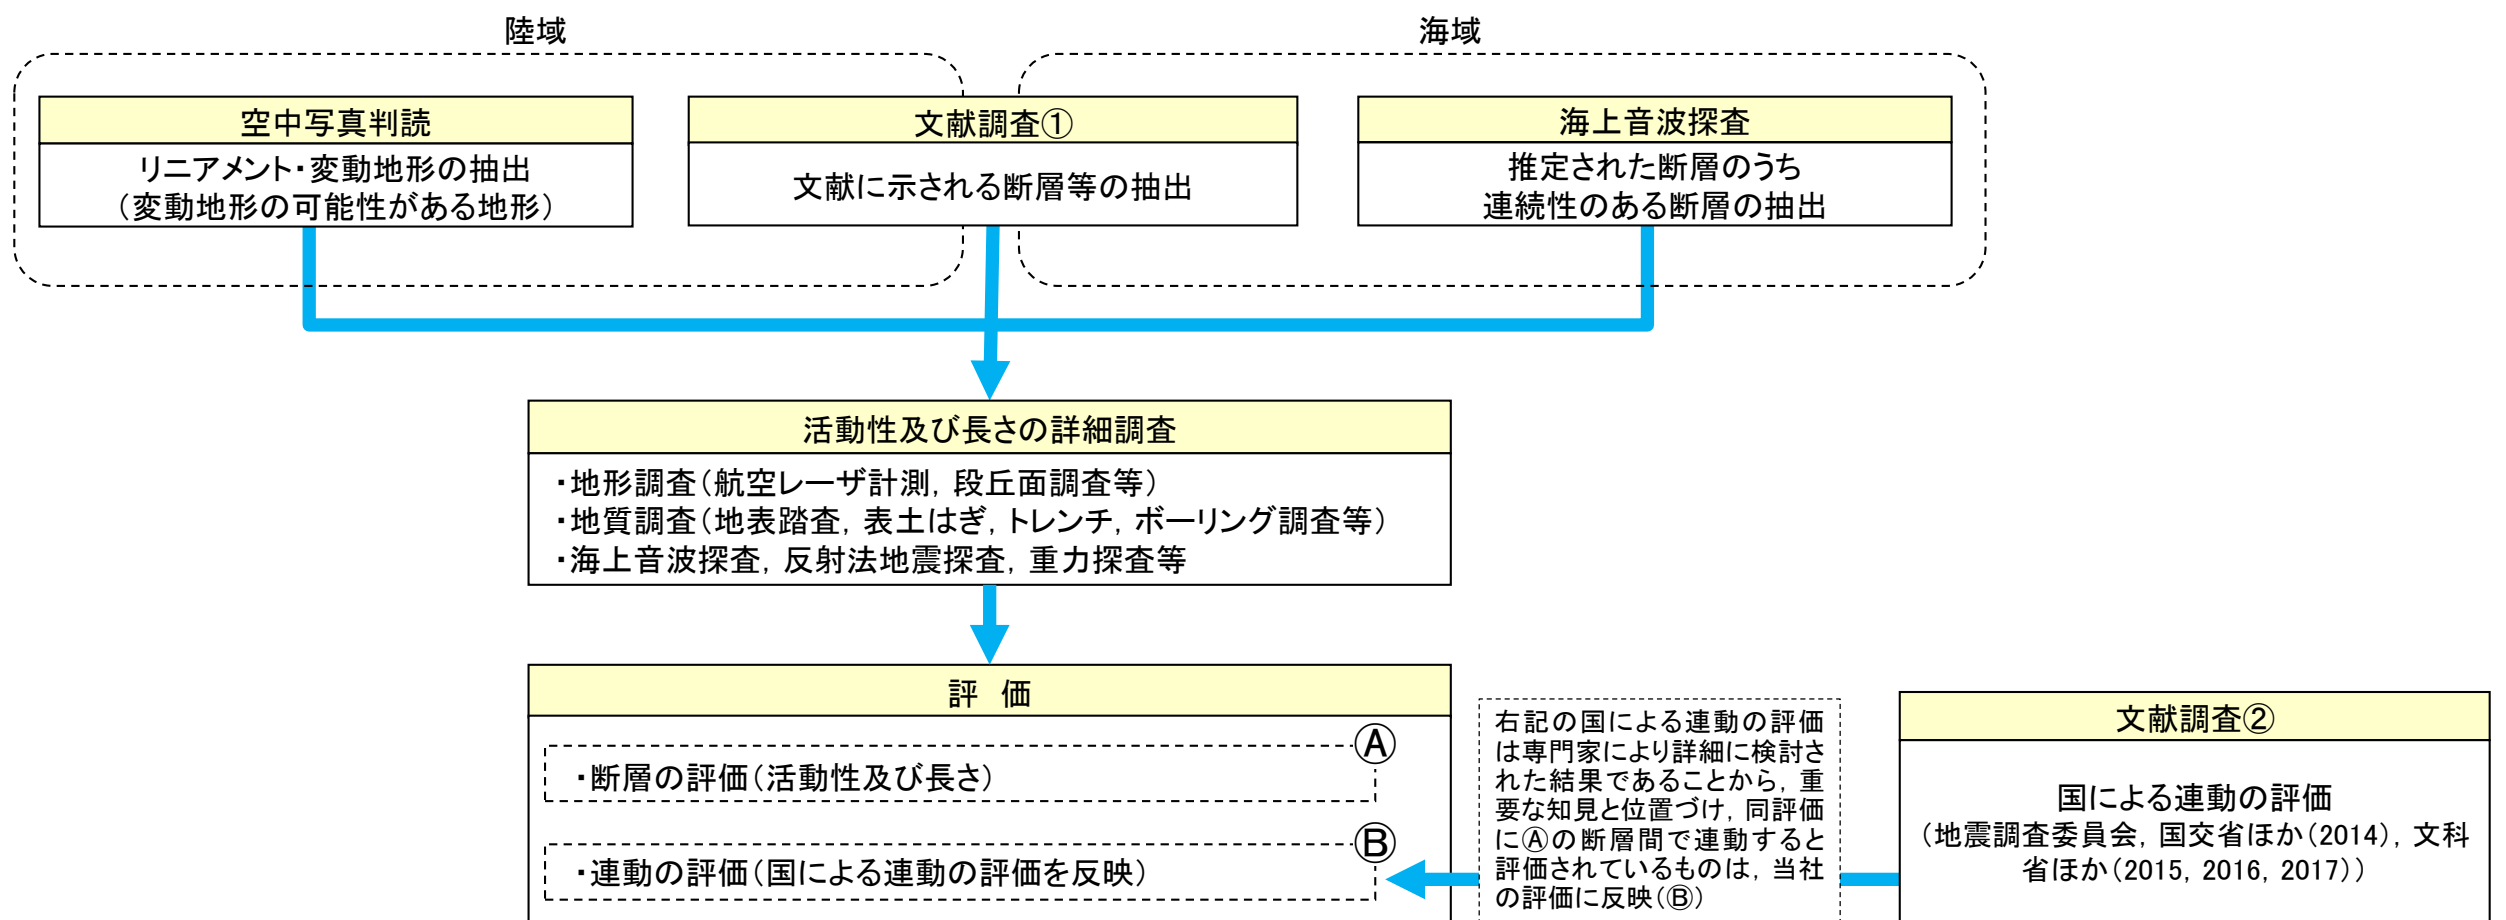 陸域
海域
空中写真判読
リニアメント・変動地形の抽出
（変動地形の可能性がある地形）
文献調査①
文献に示される断層等の抽出
海上音波探査
推定された断層のうち
連続性のある断層の抽出
活動性及び長さの詳細調査
・地形調査（航空レーザ計測，段丘面調査等）
・地質調査（地表踏査，表土はぎ，トレンチ，ボーリング調査等）
・海上音波探査，反射法地震探査，重力探査等
評　価
Ⓐ
・断層の評価（活動性及び長さ）
Ⓑ
・連動の評価（国による連動の評価を反映）
右記の国による連動の評価
は専門家により詳細に検討さ
れた結果であることから，重
要な知見と位置づけ，同評価
にⒶの断層間で連動すると
評価されているものは，当社
の評価に反映（Ⓑ）
文献調査②
国による連動の評価
（地震調査委員会，国交省ほか（2014），文科
省ほか（2015，2016，2017））